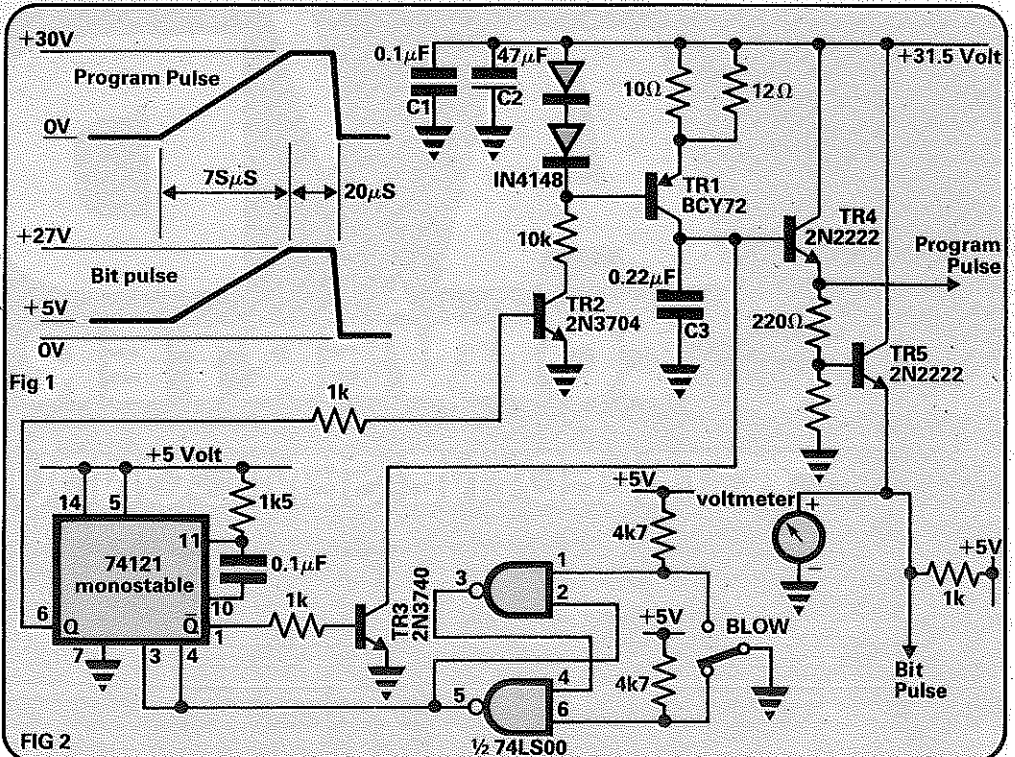 +30V
Program Pulse
0V
7SµS
20µS
+27V
Bit pulse
+5V
0V
Fig 1
0.1µF
C1
47µF
C2
IN4148
10k
TR2
2N3704
10Ω
12Ω
+31.5 Volt
TR1
BCY72
0.22µF
C3
TR4
2N2222
Program
Pulse
220Ω
TR5
2N2222
1k
+5 Volt
14
5
1k5
11
74121
monostable
0.1µF
10
6
Q
Q̅
1
7
3
4
1k
TR3
2N3740
3
1
2
5
4
6
½ 74LS00
+5V
4k7
+5V
4k7
BLOW
voltmeter
+
−
+5V
1k
Bit
Pulse
FIG 2